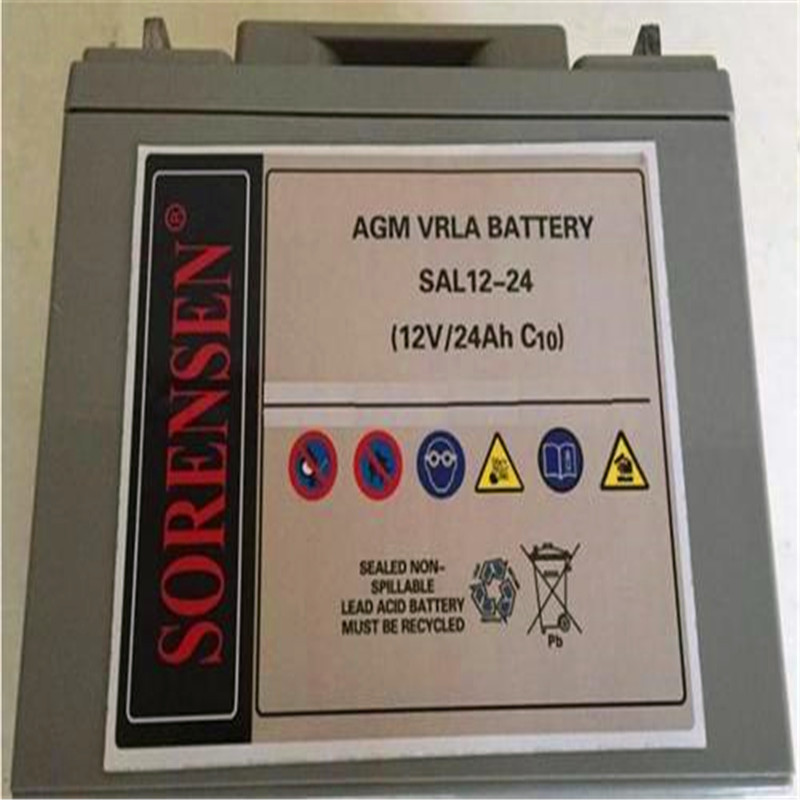 SORENSEN®
AGM VRLA BATTERY
SAL12-24
(12V/24Ah C10)
SEALED NON-
SPILLABLE
LEAD ACID BATTERY
MUST BE RECYCLED
Pb